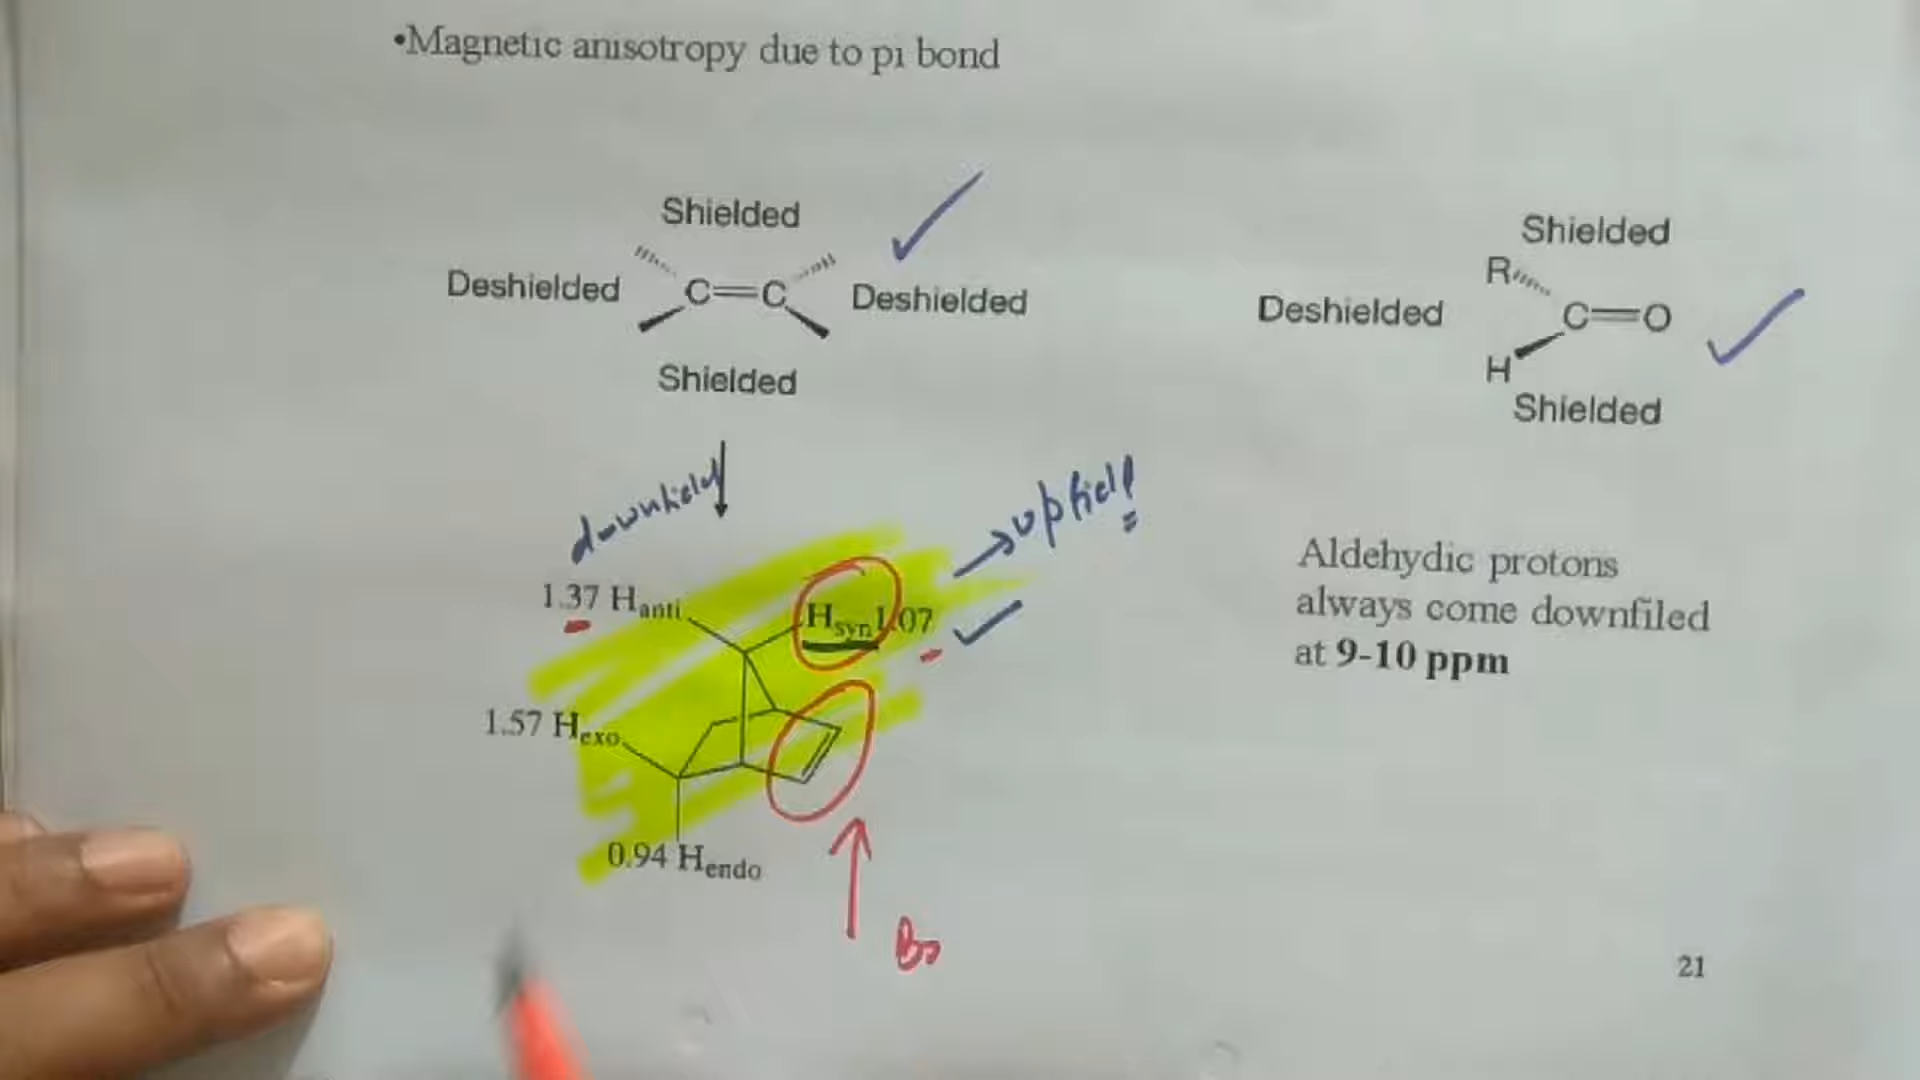 •Magnetic anisotropy due to pi bond
Shielded
Deshielded C=C Deshielded
Shielded
Shielded
R
Deshielded C=O
H
Shielded
downfield
→upfield
1.37 Hanti
Hsyn 1.07
1.57 Hexo
0.94 Hendo
B₀
Aldehydic protons
always come downfiled
at 9-10 ppm
21